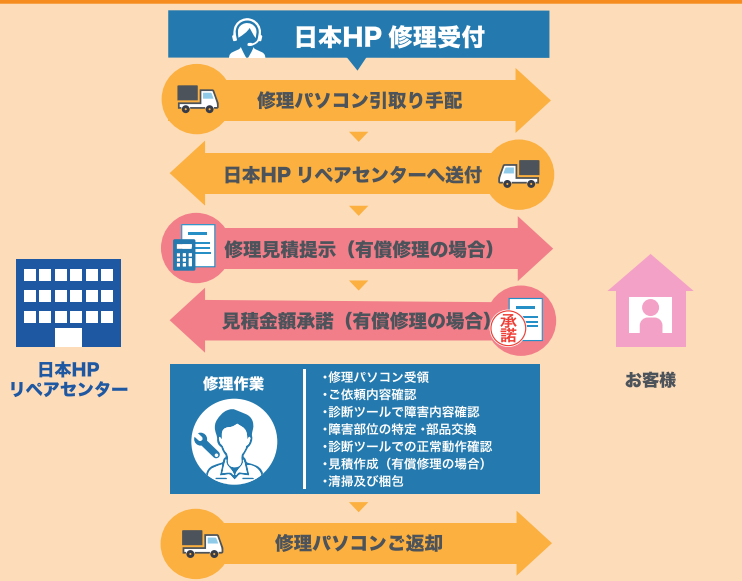 日本HP 修理受付
修理パソコン引取り手配
日本HP リペアセンターへ送付
修理見積提示（有償修理の場合）
見積金額承諾（有償修理の場合）
承
諾
日本HP
リペアセンター
お客様
修理作業
・修理パソコン受領
・ご依頼内容確認
・診断ツールで障害内容確認
・障害部位の特定・部品交換
・診断ツールでの正常動作確認
・見積作成（有償修理の場合）
・清掃及び梱包
修理パソコンご返却